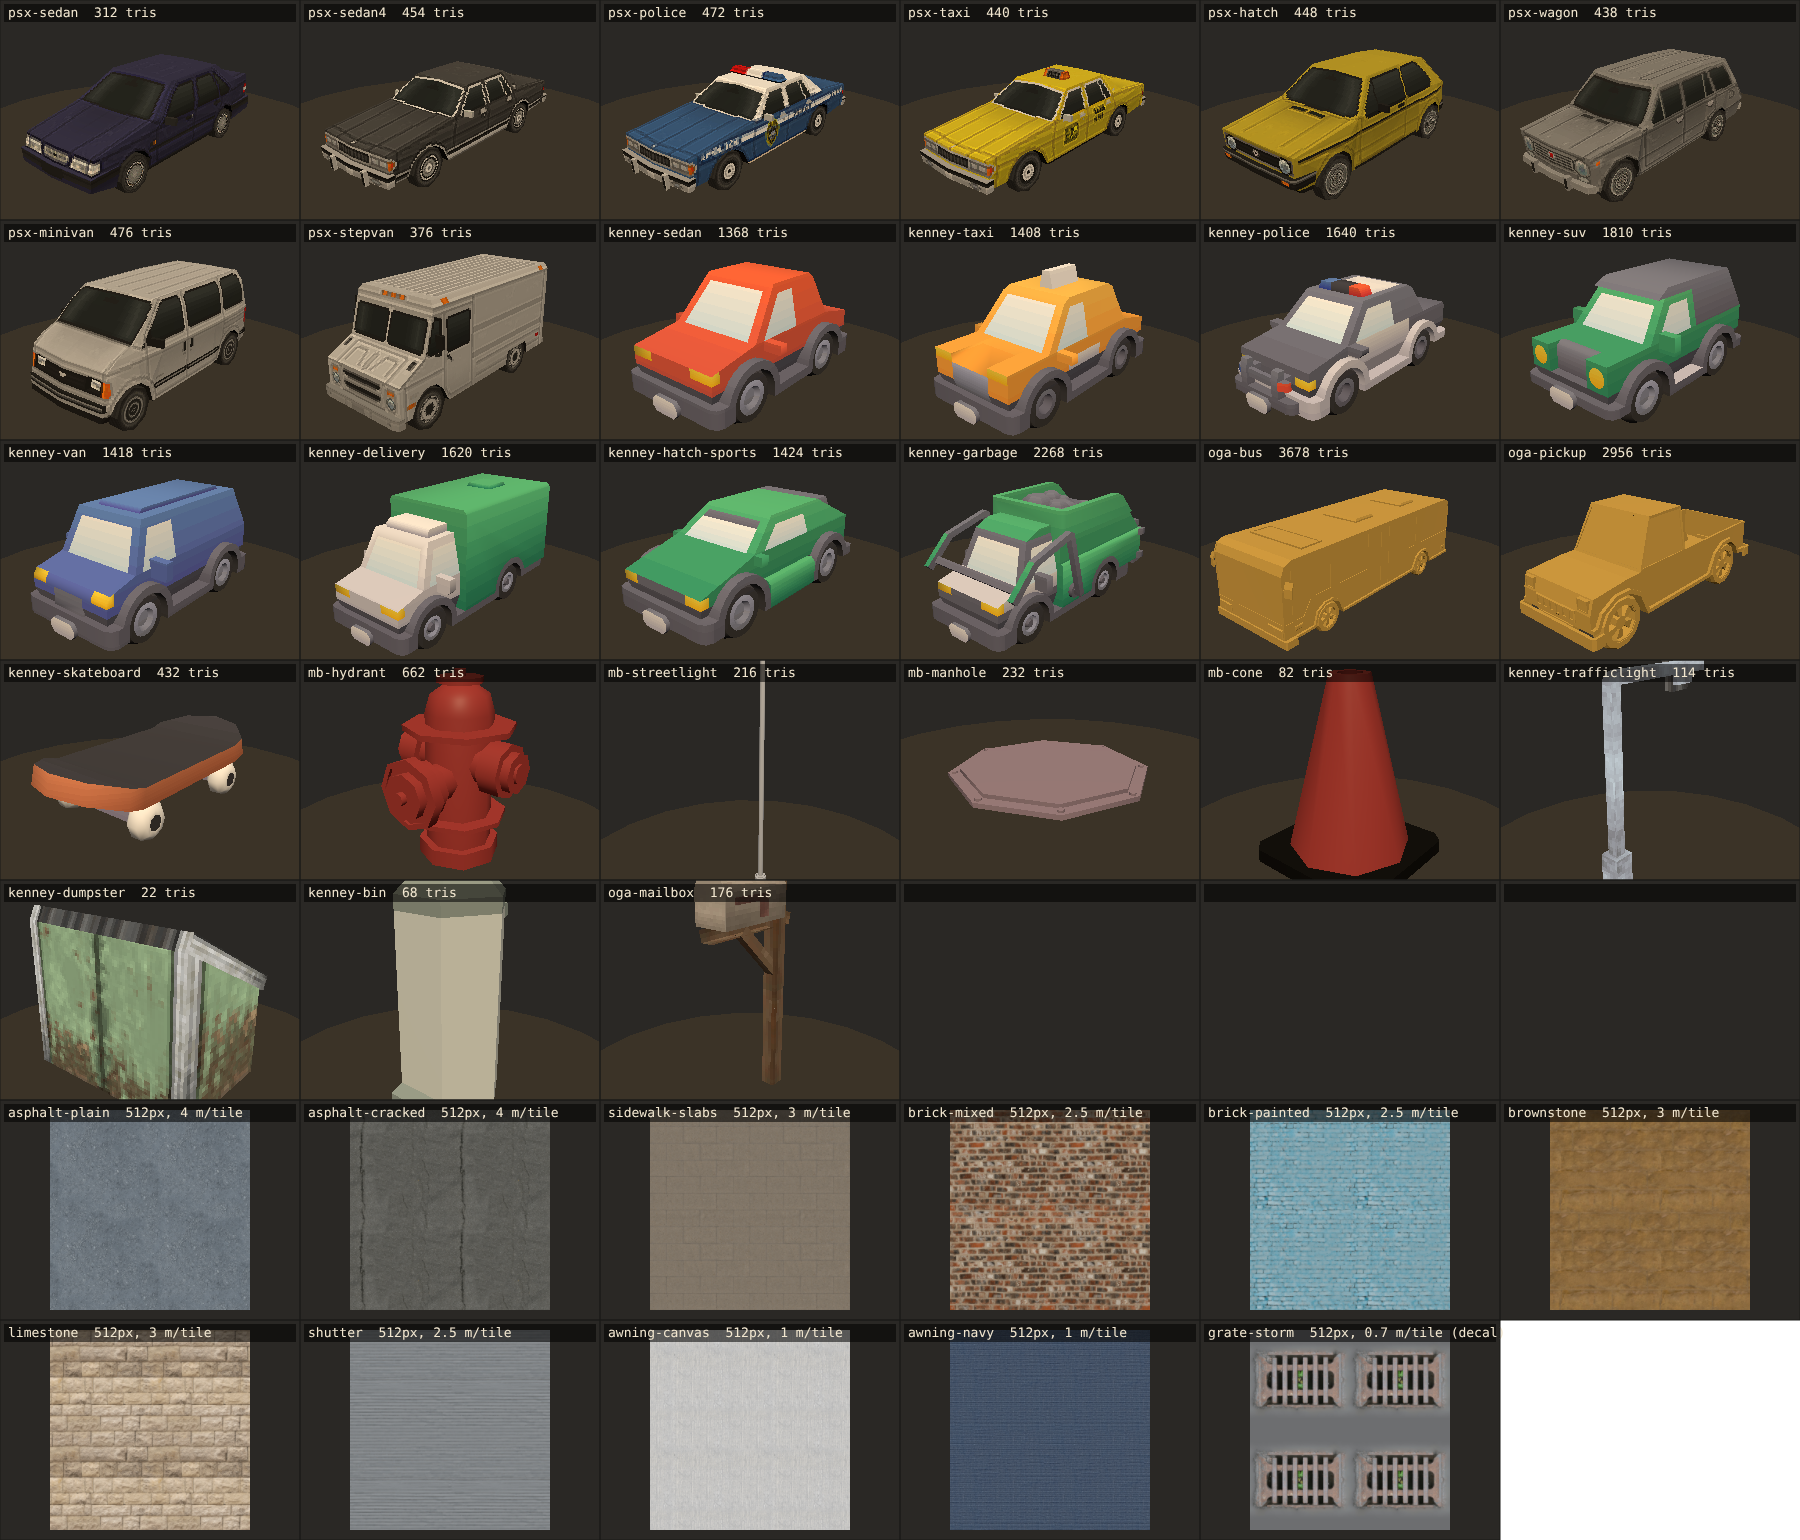 psx-sedan 312 tris
psx-sedan4 454 tris
psx-police 472 tris
psx-taxi 440 tris
psx-hatch 448 tris
psx-wagon 438 tris
psx-minivan 476 tris
psx-stepvan 376 tris
kenney-sedan 1368 tris
kenney-taxi 1408 tris
kenney-police 1640 tris
kenney-suv 1810 tris
kenney-van 1418 tris
kenney-delivery 1620 tris
kenney-hatch-sports 1424 tris
kenney-garbage 2268 tris
oga-bus 3678 tris
oga-pickup 2956 tris
kenney-skateboard 432 tris
mb-hydrant 662 tris
mb-streetlight 216 tris
mb-manhole 232 tris
mb-cone 82 tris
kenney-trafficlight 114 tris
kenney-dumpster 22 tris
kenney-bin 68 tris
oga-mailbox 176 tris
asphalt-plain 512px, 4 m/tile
asphalt-cracked 512px, 4 m/tile
sidewalk-slabs 512px, 3 m/tile
brick-mixed 512px, 2.5 m/tile
brick-painted 512px, 2.5 m/tile
brownstone 512px, 3 m/tile
limestone 512px, 3 m/tile
shutter 512px, 2.5 m/tile
awning-canvas 512px, 1 m/tile
awning-navy 512px, 1 m/tile
grate-storm 512px, 0.7 m/tile (decal